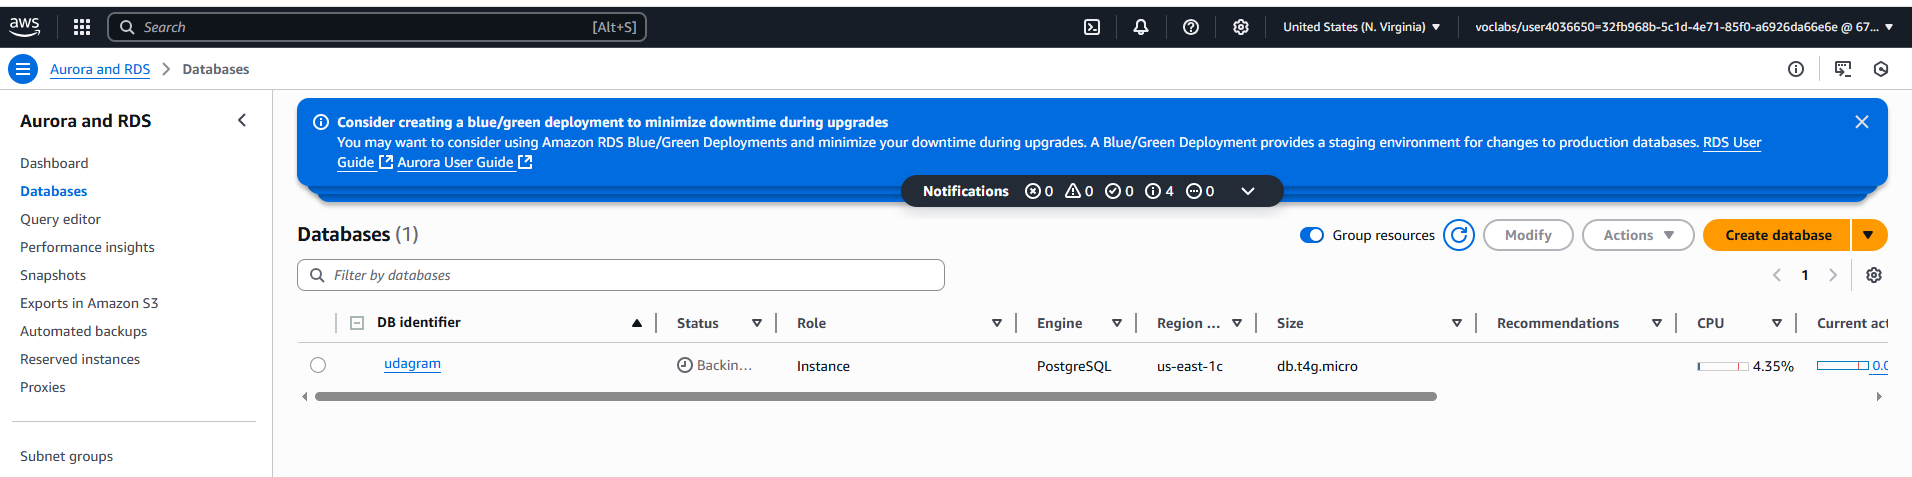 aws
Search [Alt+S] United States (N. Virginia) voclabs/user4036650=32fb968b-5c1d-4e71-85f0-a6926da66e6e @ 67...
Aurora and RDS Databases
Aurora and RDS
Dashboard
Databases
Query editor
Performance insights
Snapshots
Exports in Amazon S3
Automated backups
Reserved instances
Proxies
Subnet groups
Consider creating a blue/green deployment to minimize downtime during upgrades
You may want to consider using Amazon RDS Blue/Green Deployments and minimize your downtime during upgrades. A Blue/Green Deployment provides a staging environment for changes to production databases. RDS User
Guide Aurora User Guide
Notifications 0 0 0 4 0
Databases (1) Group resources Modify Actions Create database
Filter by databases 1
DB identifier Status Role Engine Region ... Size Recommendations CPU Current act
udagram Backin... Instance PostgreSQL us-east-1c db.t4g.micro 4.35% 0.0